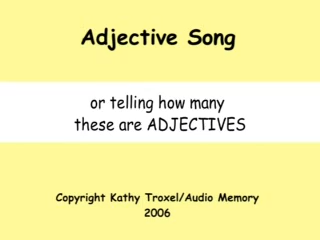 Adjective Song
or telling how many
these are ADJECTIVES
Copyright Kathy Troxel/Audio Memory
2006